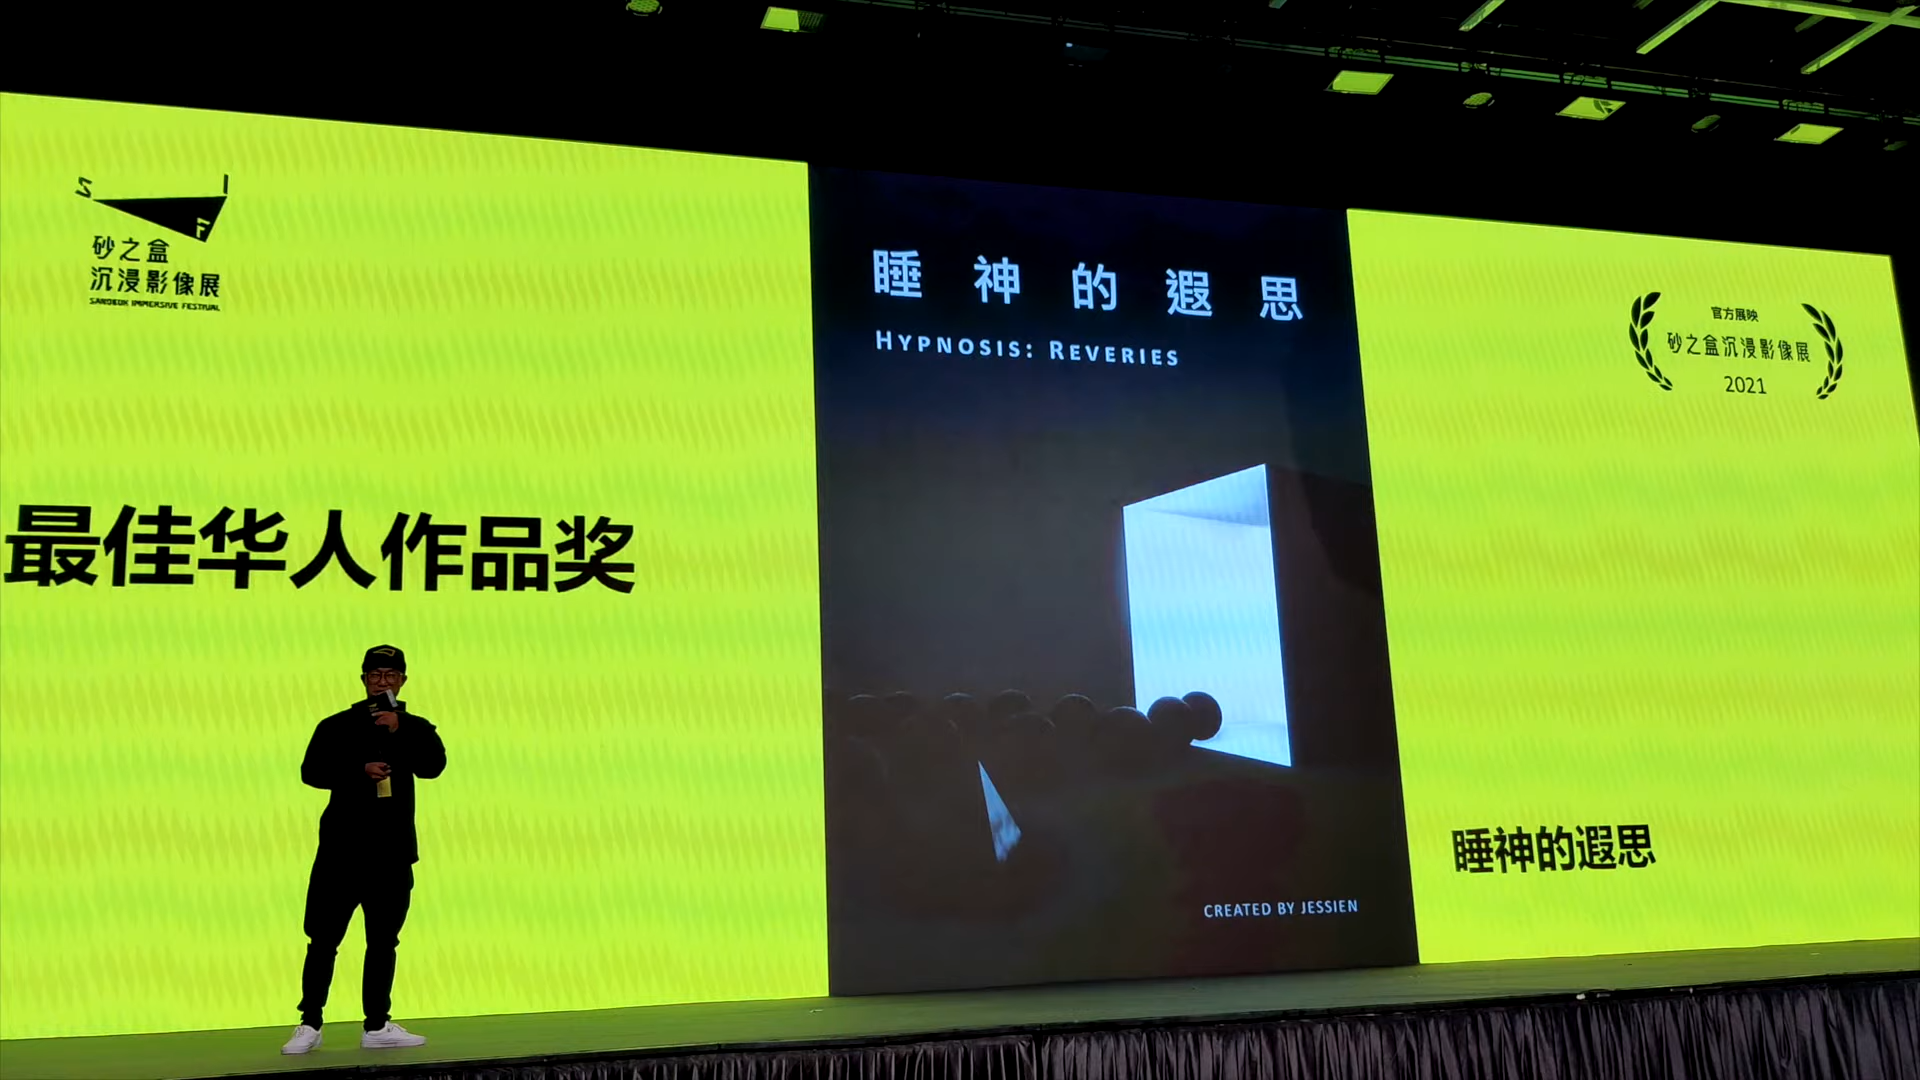 S I
F
砂之盒
沉浸影像展
SANDBOX IMMERSIVE FESTIVAL
最佳华人作品奖
睡神的遐思
HYPNOSIS: REVERIES
CREATED BY JESSIEN
官方展映
砂之盒沉浸影像展
2021
睡神的遐思